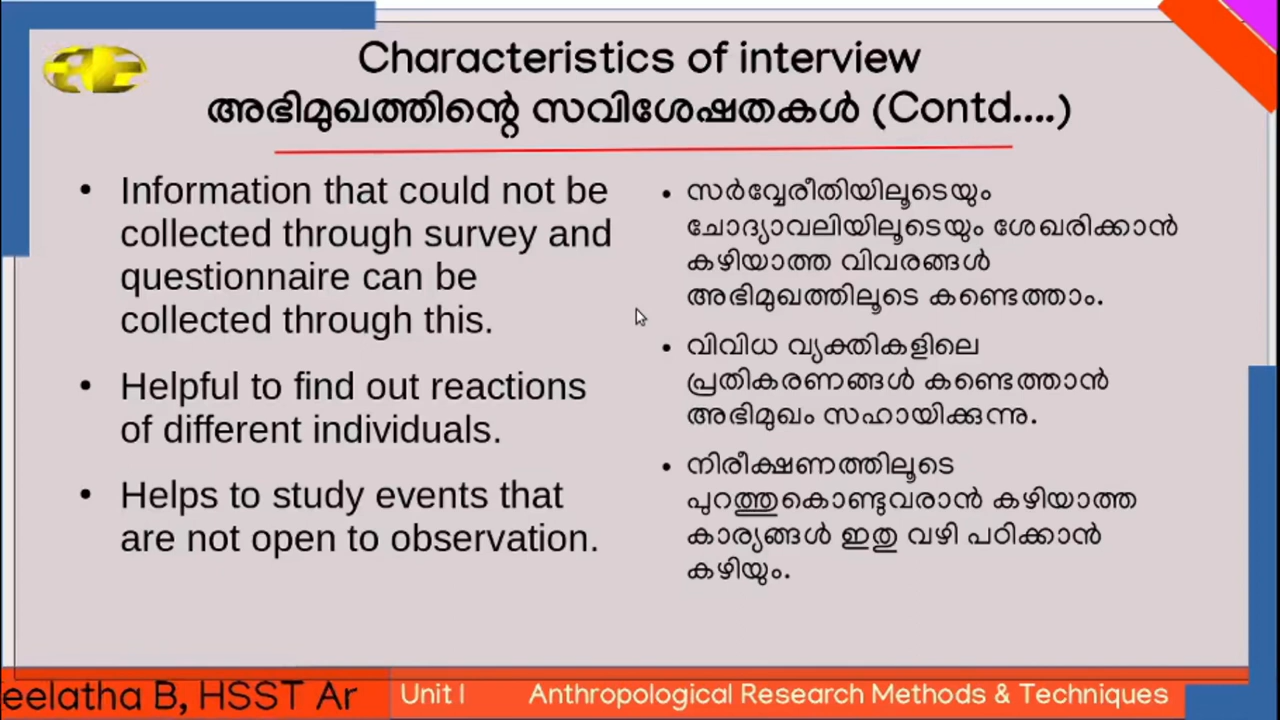 Characteristics of interview
അഭിമുഖത്തിന്റെ സവിശേഷതകൾ (Contd....)
• Information that could not be
collected through survey and
questionnaire can be
collected through this.
• Helpful to find out reactions
of different individuals.
• Helps to study events that
are not open to observation.
• സർവ്വേരീതിയിലൂടെയും
ചോദ്യാവലിയിലൂടെയും ശേഖരിക്കാൻ
കഴിയാത്ത വിവരങ്ങൾ
അഭിമുഖത്തിലൂടെ കണ്ടെത്താം.
• വിവിധ വ്യക്തികളിലെ
പ്രതികരണങ്ങൾ കണ്ടെത്താൻ
അഭിമുഖം സഹായിക്കുന്നു.
• നിരീക്ഷണത്തിലൂടെ
പുറത്തുകൊണ്ടുവരാൻ കഴിയാത്ത
കാര്യങ്ങൾ ഇതു വഴി പഠിക്കാൻ
കഴിയും.
eelatha B, HSST Ar
Unit I Anthropological Research Methods & Techniques